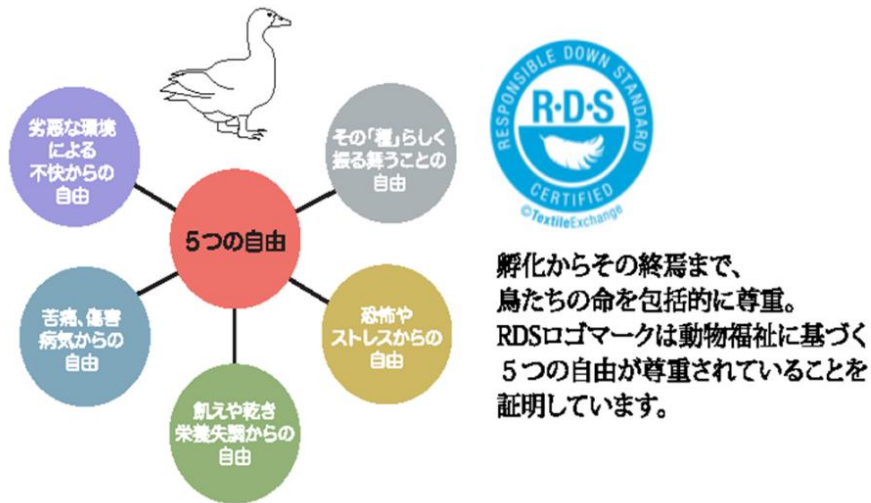 劣悪な環境
による
不快からの
自由
その「種」らしく
振る舞うことの
自由
5つの自由
苦痛、傷害
病気からの
自由
恐怖や
ストレスからの
自由
飢えや乾き
栄養失調からの
自由
RESPONSIBLE DOWN STANDARD
R・D・S
CERTIFIED
©TextileExchange
孵化からその終焉まで、
鳥たちの命を包括的に尊重。
RDSロゴマークは動物福祉に基づく
5つの自由が尊重されていることを
証明しています。